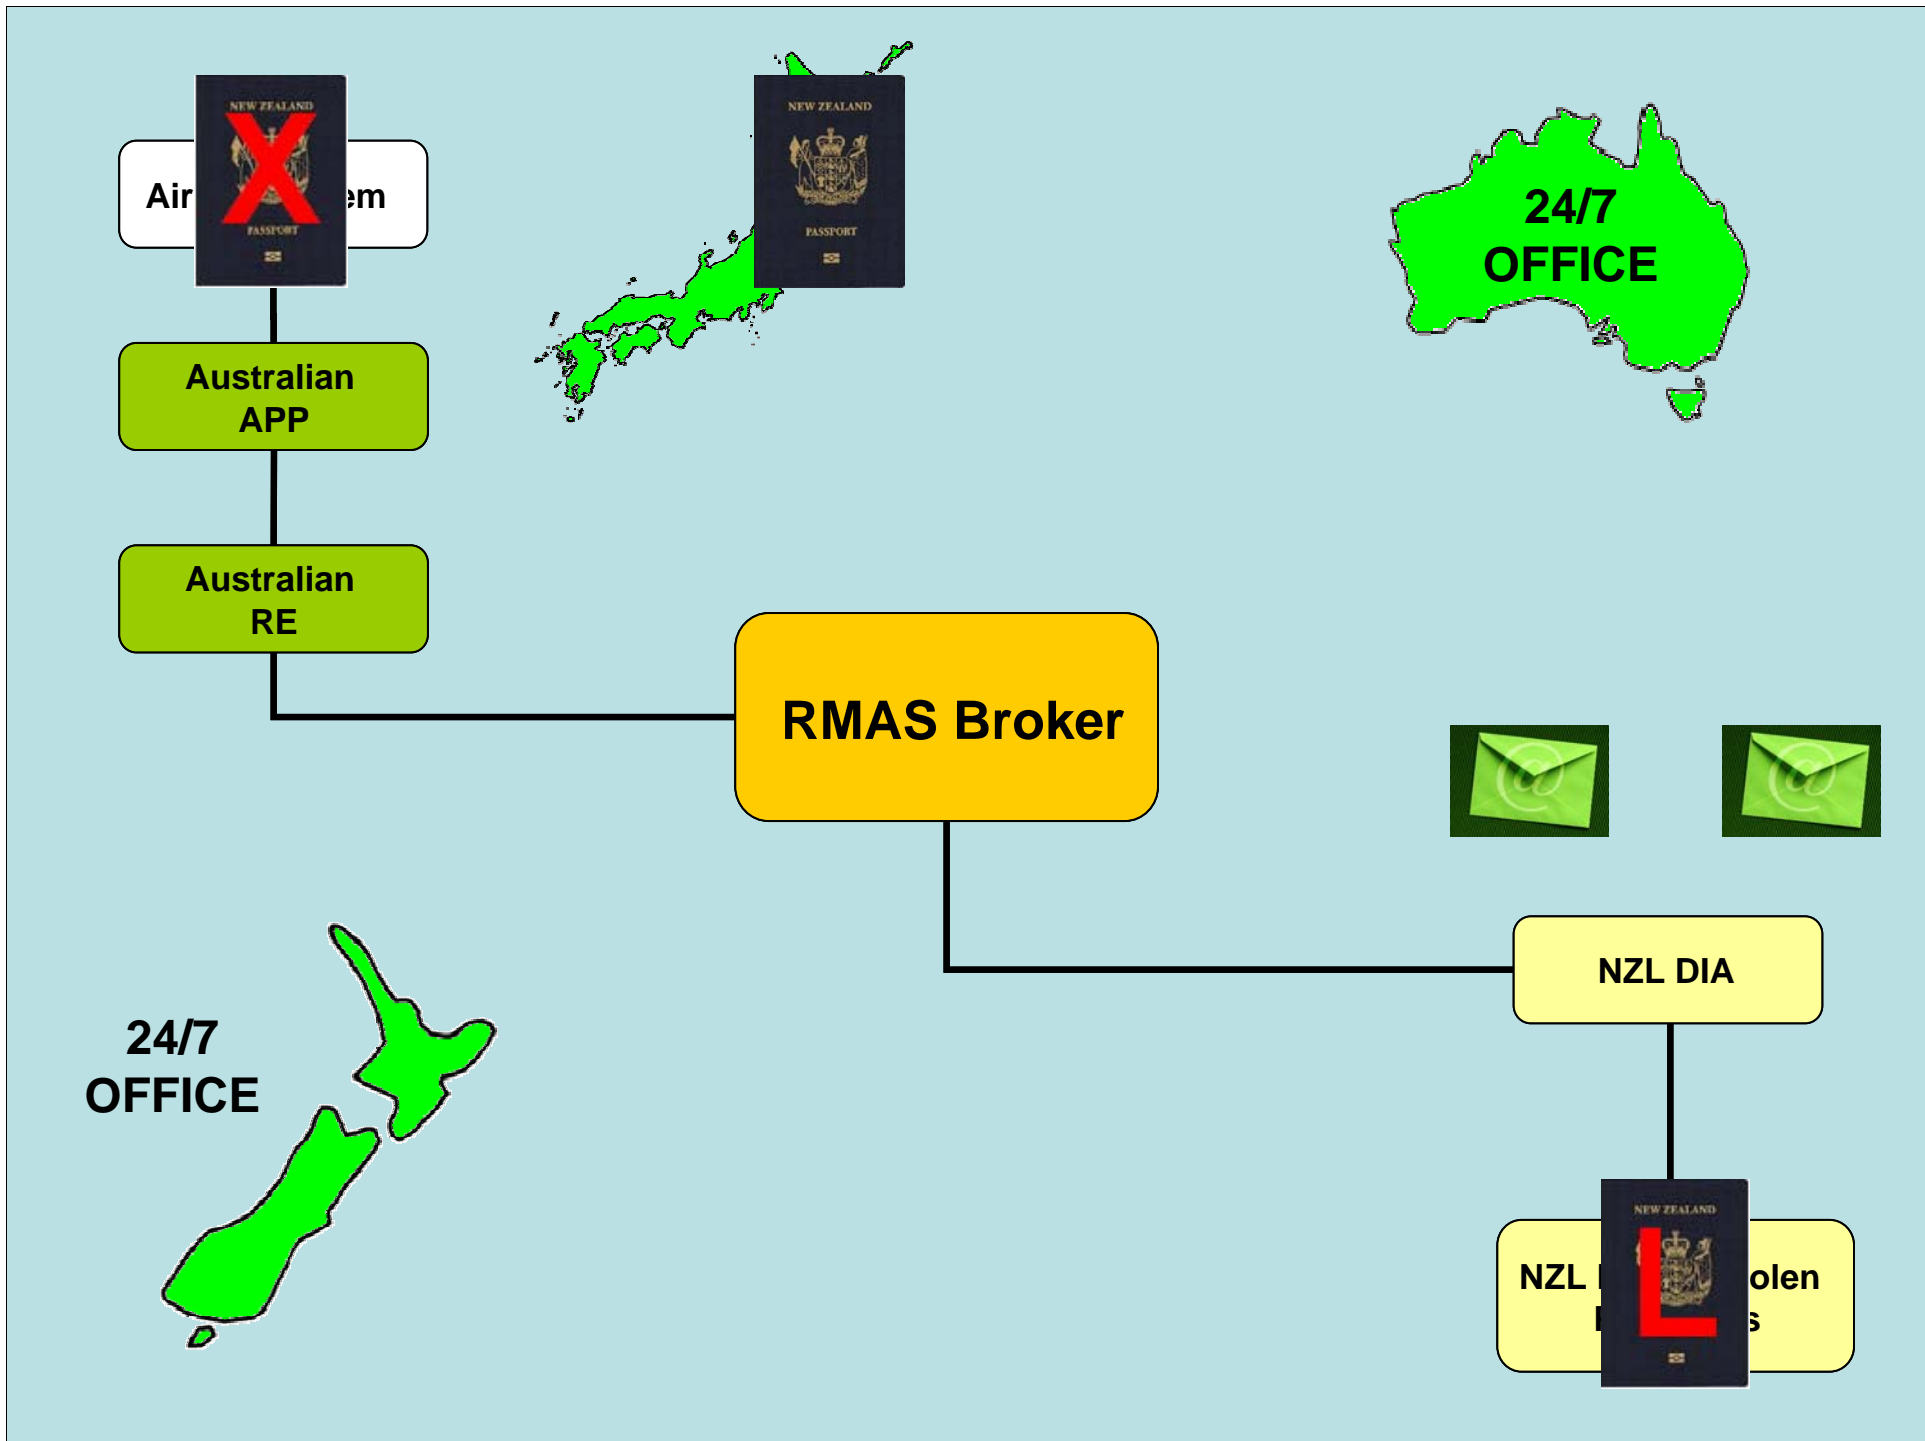 NEW ZEALAND
X
PASSPORT
Air
em
NEW ZEALAND
PASSPORT
24/7
OFFICE
Australian
APP
Australian
RE
RMAS Broker
@
@
NZL DIA
24/7
OFFICE
NEW ZEALAND
L
NZL
olen
s